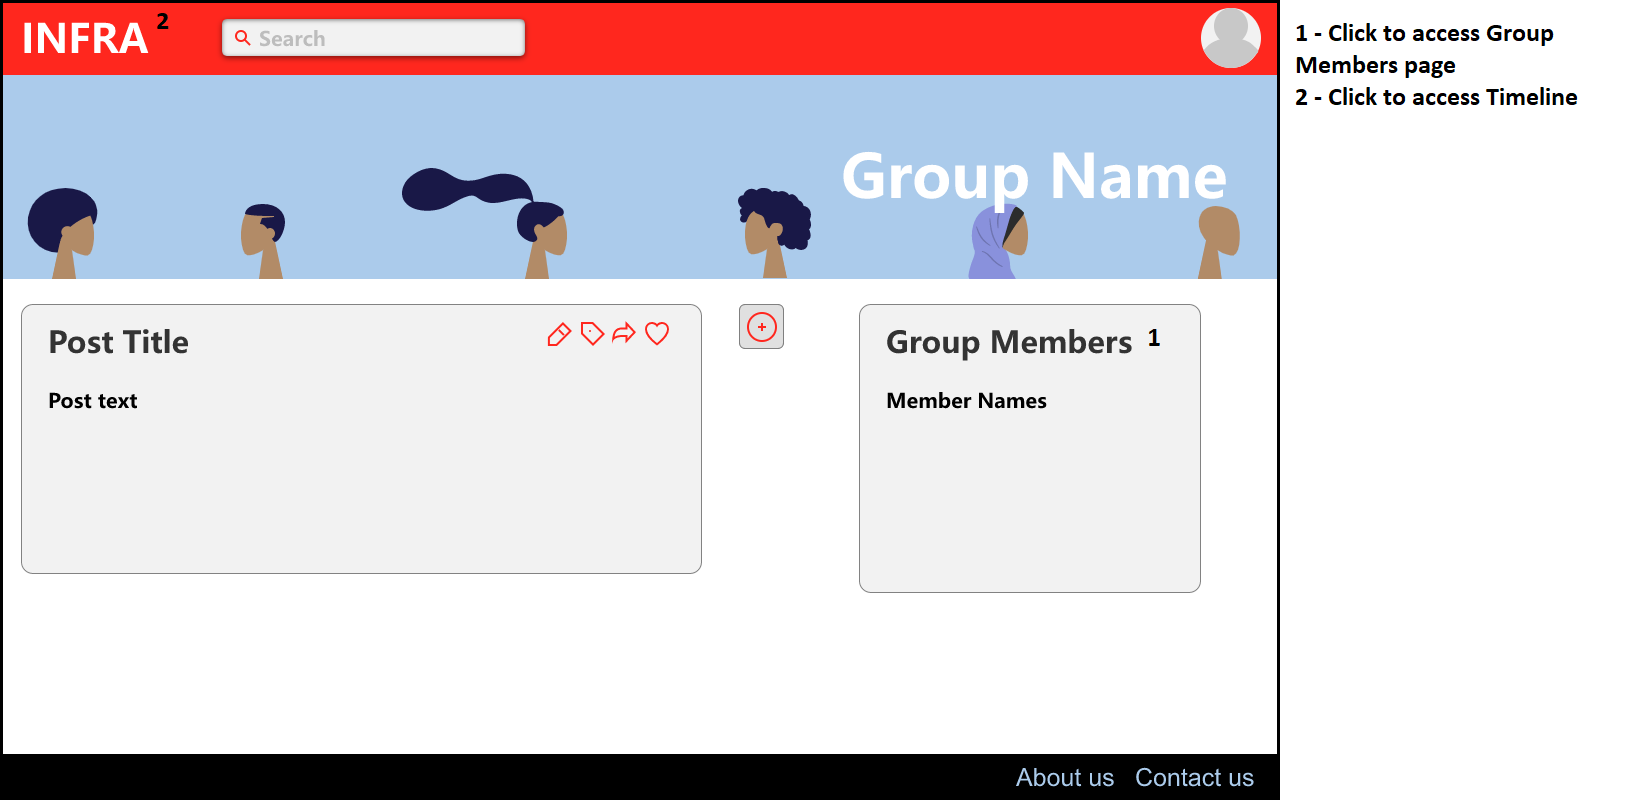 INFRA 2
Search
Group Name
Post Title
Post text
Group Members 1
Member Names
About us Contact us
1 - Click to access Group
Members page
2 - Click to access Timeline